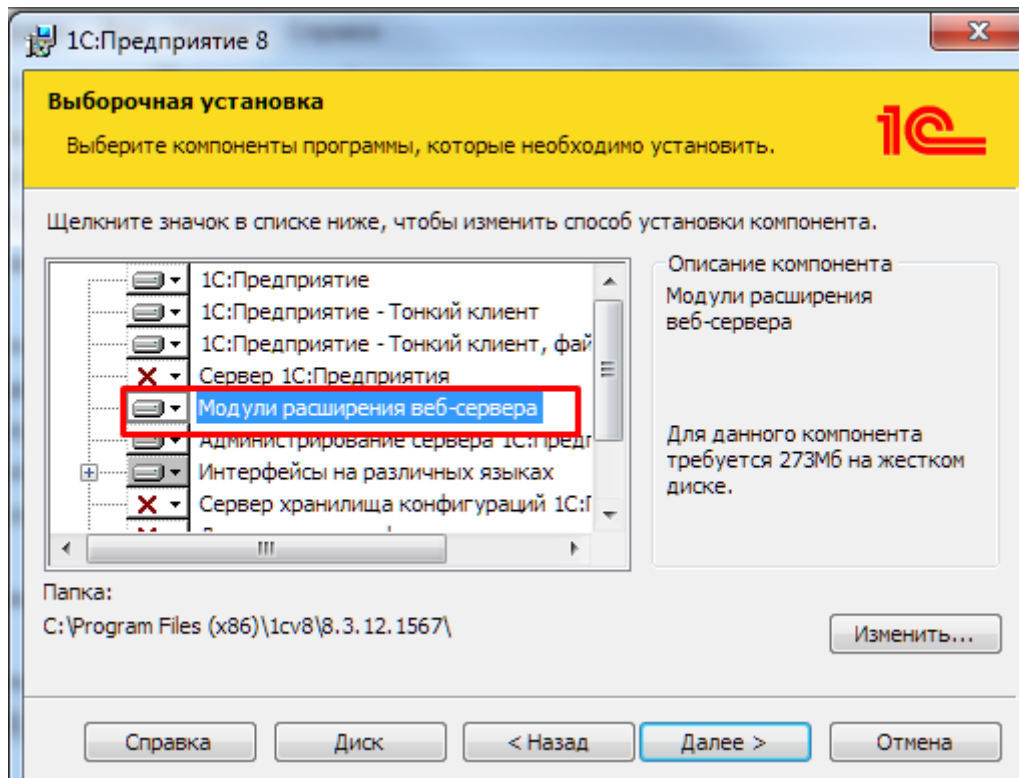 1С:Предприятие 8
Выборочная установка
Выберите компоненты программы, которые необходимо установить.
1С
Щелкните значок в списке ниже, чтобы изменить способ установки компонента.
1С:Предприятие
1С:Предприятие - Тонкий клиент
1С:Предприятие - Тонкий клиент, фай
Сервер 1С:Предприятия
Модули расширения веб-сервера
Администрирование сервера 1С:Предг
Интерфейсы на различных языках
Сервер хранилища конфигураций 1С:Г
Описание компонента
Модули расширения
веб-сервера
Для данного компонента
требуется 273Мб на жестком
диске.
Папка:
C:\Program Files (x86)\1cv8\8.3.12.1567\
Изменить...
Справка
Диск
< Назад
Далее >
Отмена